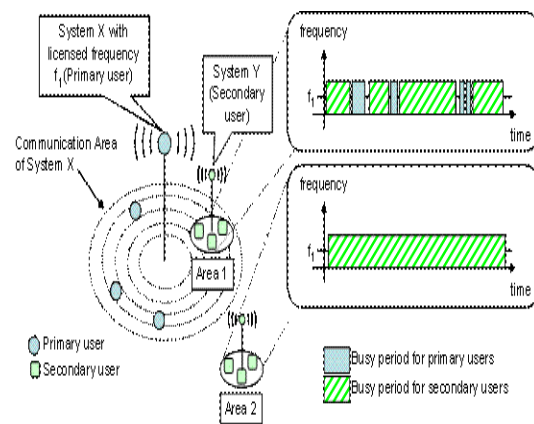 System X with
licensed frequency
f1(Primary user)
System Y
(Secondary
user)
Communication Area
of System X
Area 1
Area 2
Primary user
Secondary user
frequency
f1
time
frequency
f1
time
Busy period for primary users
Busy period for secondary users